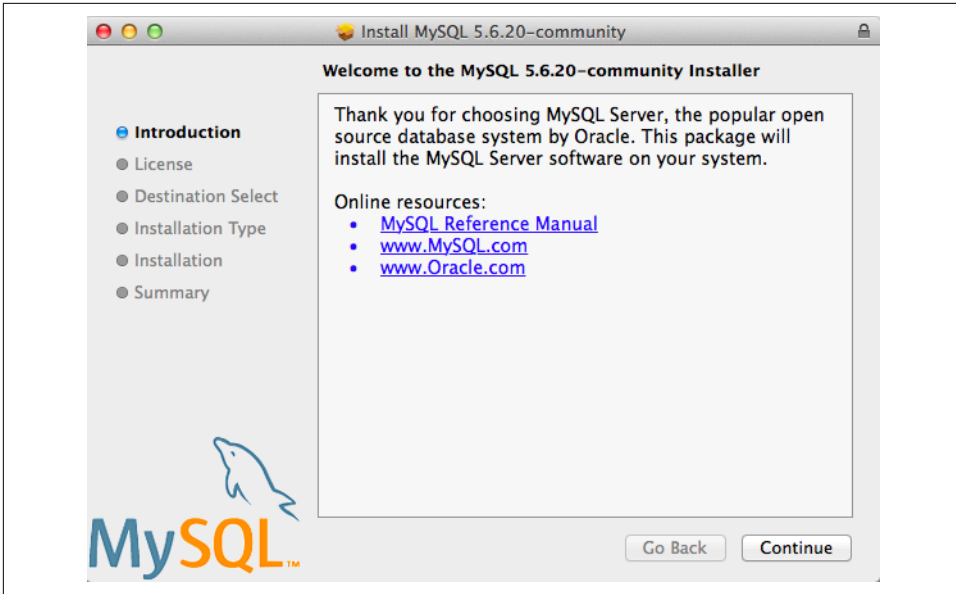 Install MySQL 5.6.20-community
Welcome to the MySQL 5.6.20-community Installer
Introduction
License
Destination Select
Installation Type
Installation
Summary
Thank you for choosing MySQL Server, the popular open
source database system by Oracle. This package will
install the MySQL Server software on your system.
Online resources:
• MySQL Reference Manual
• www.MySQL.com
• www.Oracle.com
MySQL™
Go Back
Continue